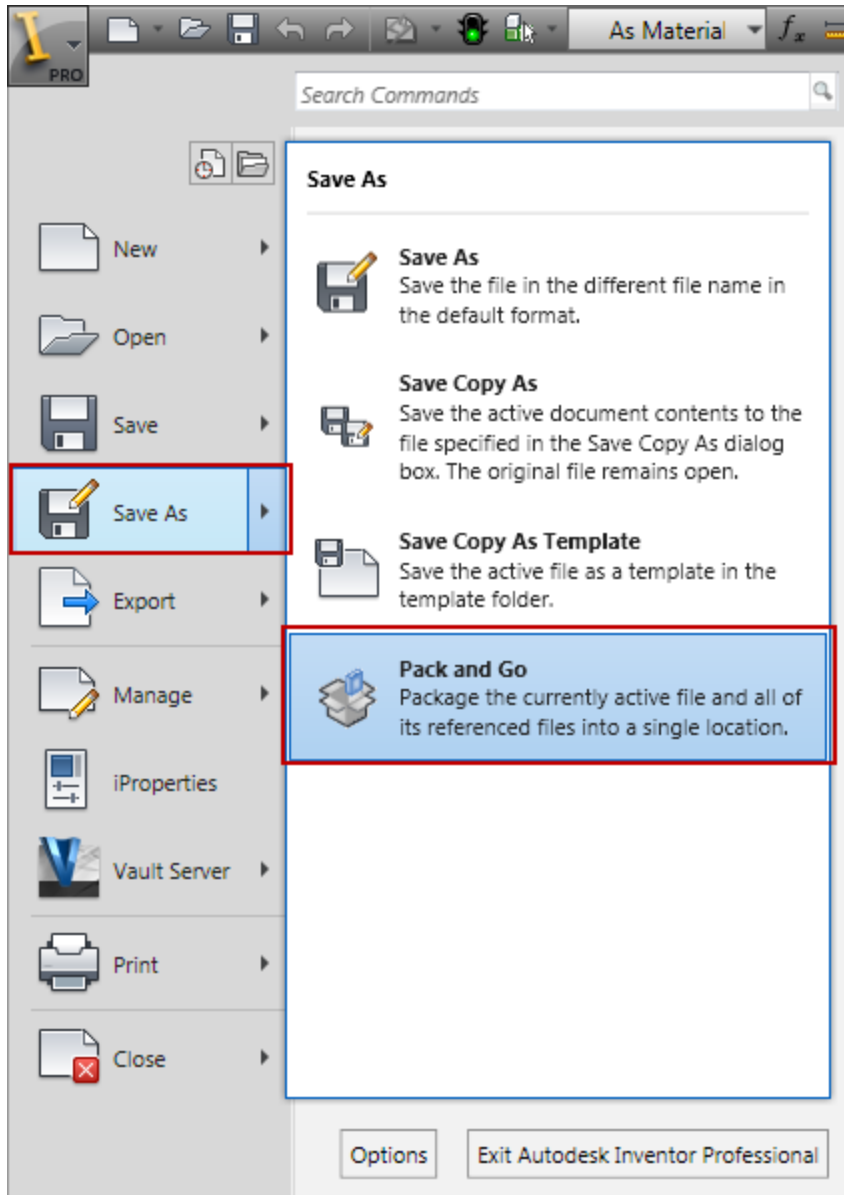 As Material
fx
PRO
Search Commands
New
Open
Save
Save As
Export
Manage
iProperties
Vault Server
Print
Close
Save As
Save As
Save the file in the different file name in
the default format.
Save Copy As
Save the active document contents to the
file specified in the Save Copy As dialog
box. The original file remains open.
Save Copy As Template
Save the active file as a template in the
template folder.
Pack and Go
Package the currently active file and all of
its referenced files into a single location.
Options
Exit Autodesk Inventor Professional